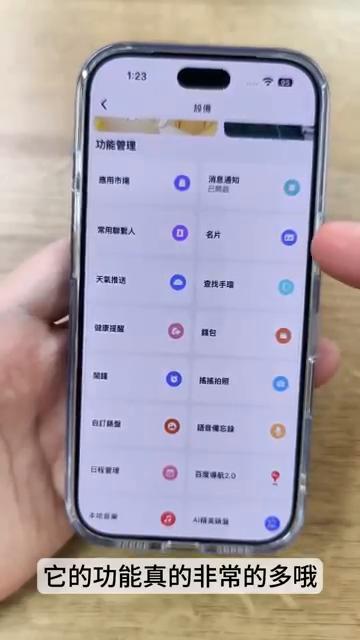 1:23
85
設備
功能管理
應用市場
消息通知
已開啟
常用聯繫人
名片
天氣推送
查找手環
健康提醒
錢包
鬧鐘
搖搖拍照
自訂錶盤
語音備忘錄
日程管理
百度導航2.0
本地音樂
AI精美錶盤
它的功能真的非常的多哦